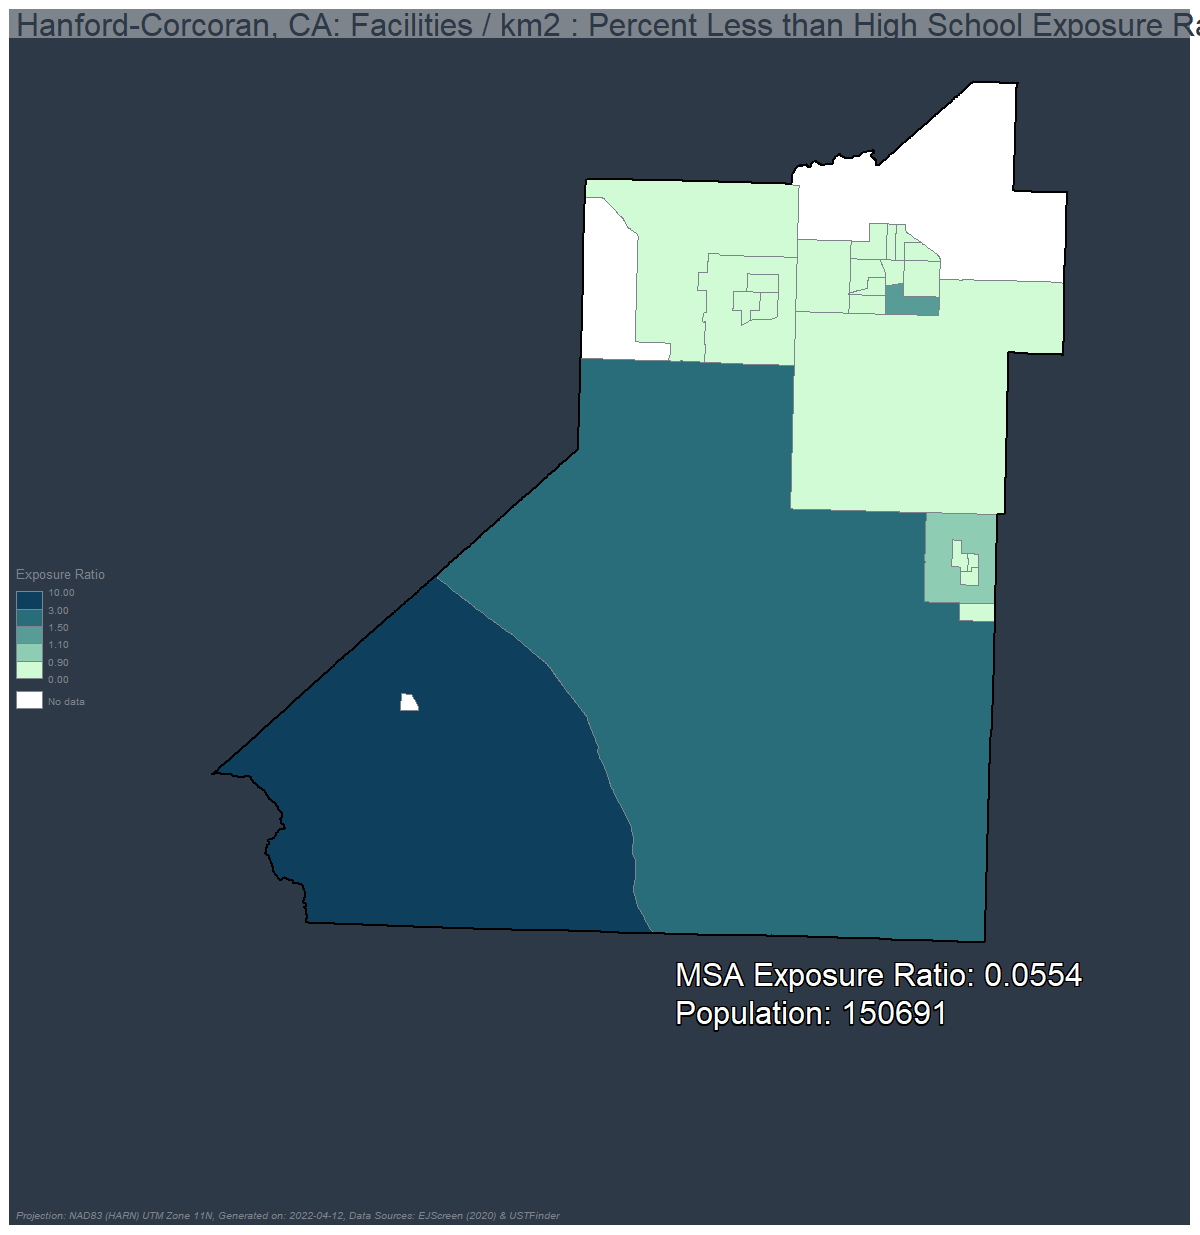 Hanford-Corcoran, CA: Facilities / km2 : Percent Less than High School Exposure Ra
Exposure Ratio
10.00
3.00
1.50
1.10
0.90
0.00
No data
MSA Exposure Ratio: 0.0554
Population: 150691
Projection: NAD83 (HARN) UTM Zone 11N, Generated on: 2022-04-12, Data Sources: EJScreen (2020) & USTFinder